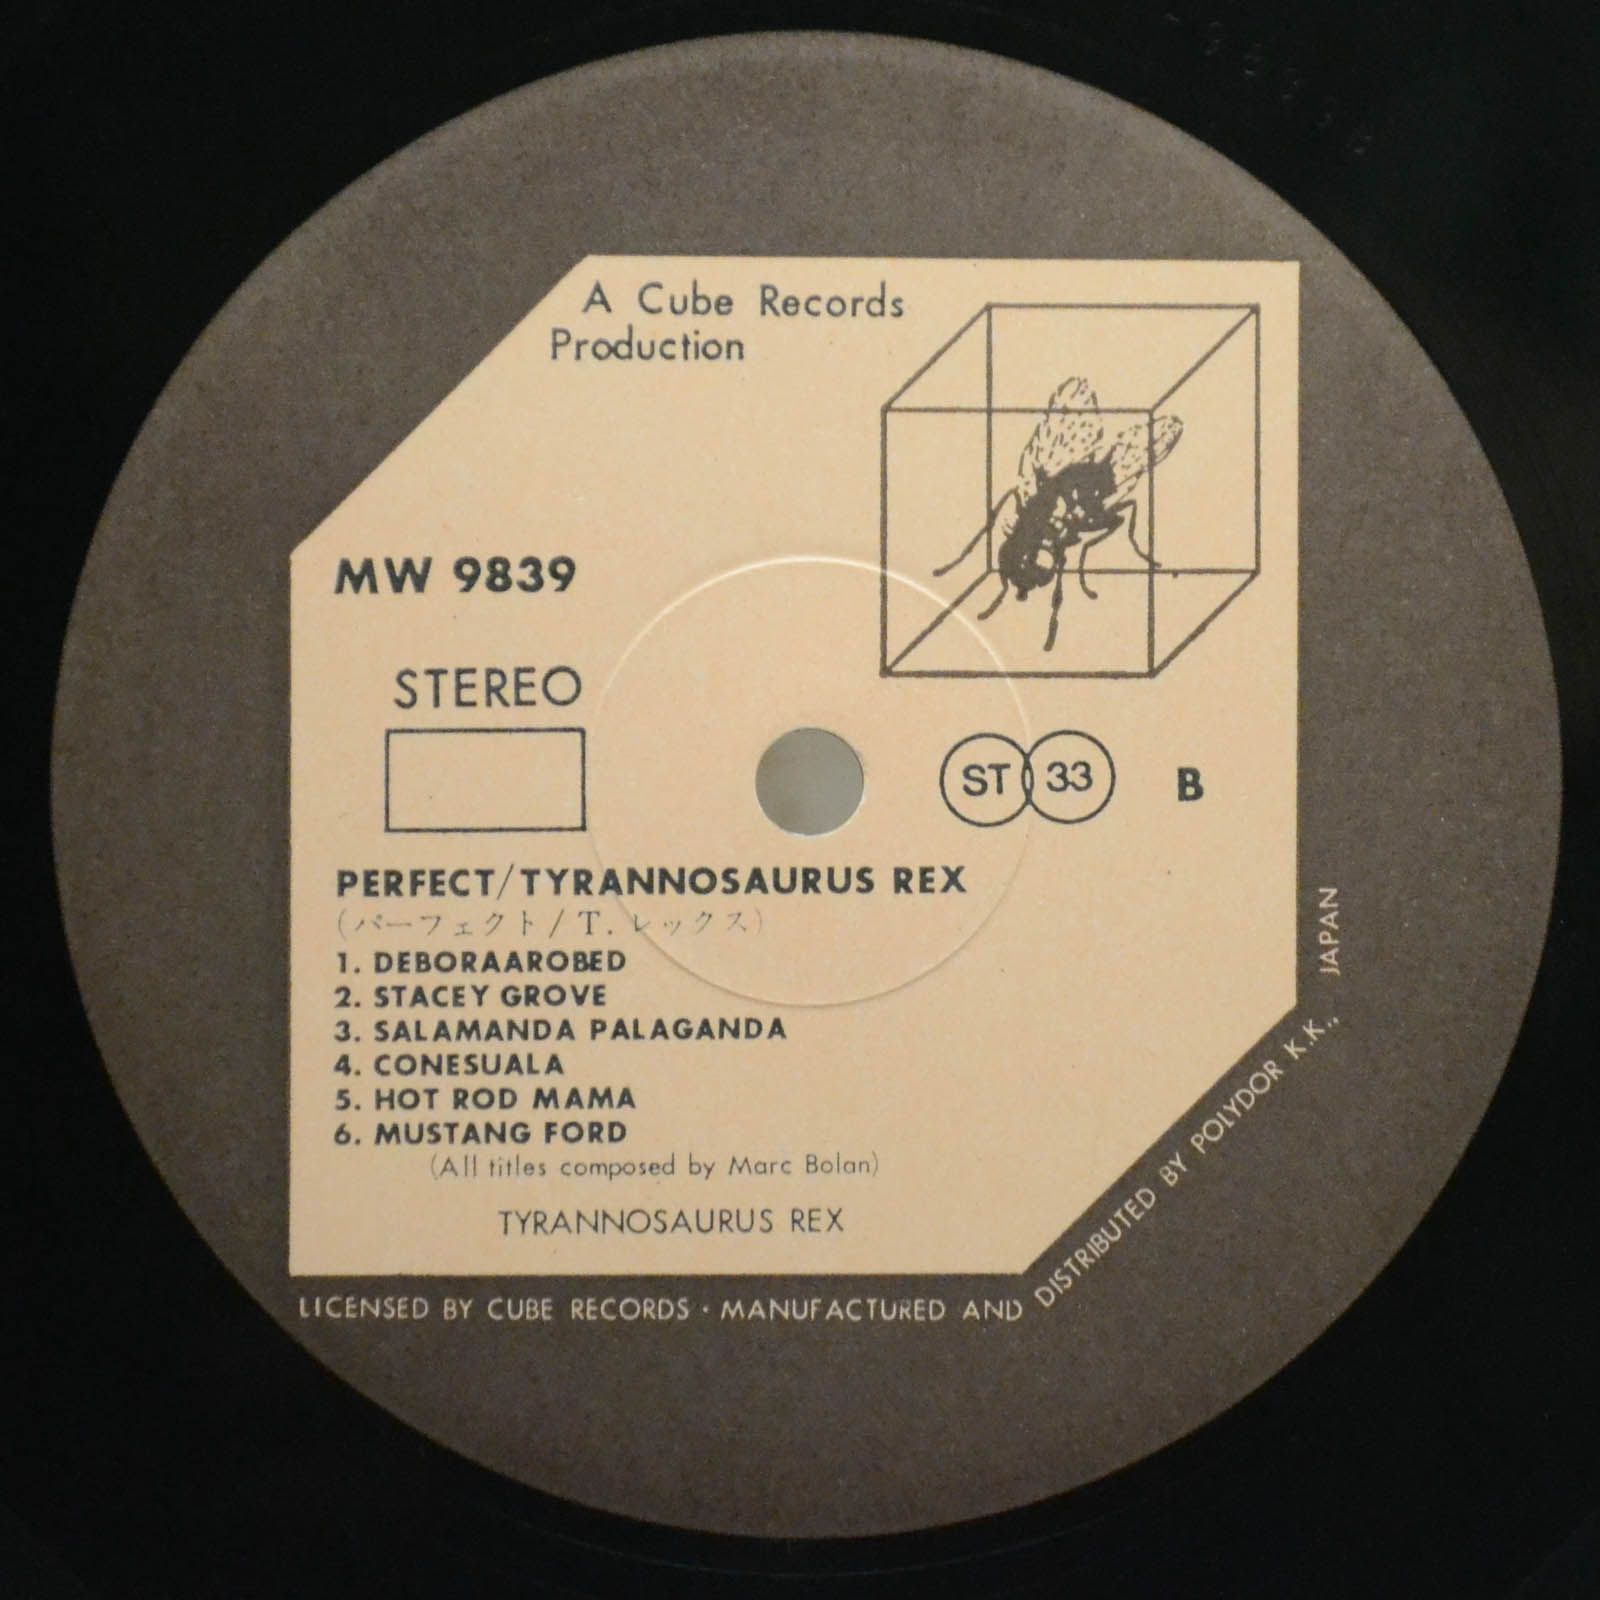 A Cube Records
Production
MW 9839
STEREO
ST 33 B
PERFECT/TYRANNOSAURUS REX
(パーフェクト/T. レックス)
1. DEBORAAROBED
2. STACEY GROVE
3. SALAMANDA PALAGANDA
4. CONESUALA
5. HOT ROD MAMA
6. MUSTANG FORD
(All titles composed by Marc Bolan)
TYRANNOSAURUS REX
LICENSED BY CUBE RECORDS · MANUFACTURED AND DISTRIBUTED BY POLYDOR K.K., JAPAN